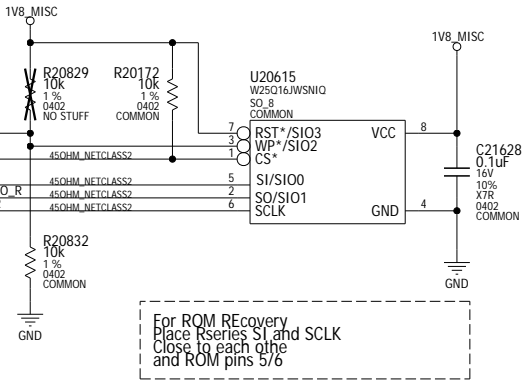 1V8_MISC
1V8_MISC
R20829
10k
1 %
0402
NO STUFF
R20172
10k
1 %
0402
COMMON
U20615
W25Q16JWSNIQ
SO_8
COMMON
7 RST*/SIO3 VCC 8
3 WP*/SIO2
45OHM_NETCLASS2 1 CS*
45OHM_NETCLASS2 5 SI/SIO0
O_R 45OHM_NETCLASS2 2 SO/SIO1
45OHM_NETCLASS2 6 SCLK GND 4
C21628
0.1uF
16V
10%
X7R
0402
COMMON
R20832
10k
1 %
0402
COMMON
GND
GND
For ROM REcovery
Place Rseries SI and SCLK
Close to each othe
and ROM pins 5/6